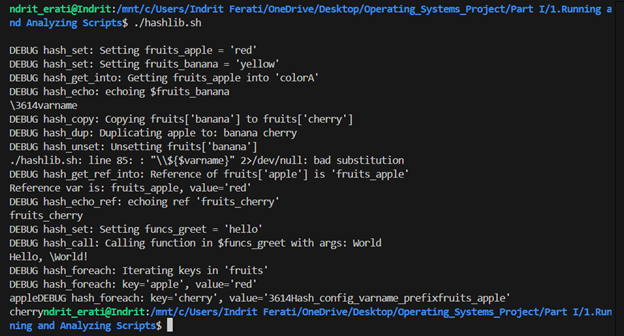 ndrit_erati@Indrit:/mnt/c/Users/Indrit Ferati/OneDrive/Desktop/Operating_Systems_Project/Part I/1.Running a
nd Analyzing Scripts$ ./hashlib.sh
DEBUG hash_set: Setting fruits_apple = 'red'
DEBUG hash_set: Setting fruits_banana = 'yellow'
DEBUG hash_get_into: Getting fruits_apple into 'colorA'
DEBUG hash_echo: echoing $fruits_banana
\3614varname
DEBUG hash_copy: Copying fruits['banana'] to fruits['cherry']
DEBUG hash_dup: Duplicating apple to: banana cherry
DEBUG hash_unset: Unsetting fruits['banana']
./hashlib.sh: line 85: : "\\${$varname}" 2>/dev/null: bad substitution
DEBUG hash_get_ref_into: Reference of fruits['apple'] is 'fruits_apple'
Reference var is: fruits_apple, value='red'
DEBUG hash_echo_ref: echoing ref 'fruits_cherry'
fruits_cherry
DEBUG hash_set: Setting funcs_greet = 'hello'
DEBUG hash_call: Calling function in $funcs_greet with args: World
Hello, \World!
DEBUG hash_foreach: Iterating keys in 'fruits'
DEBUG hash_foreach: key='apple', value='red'
appleDEBUG hash_foreach: key='cherry', value='3614Hash_config_varname_prefixfruits_apple'
cherryndrit_erati@Indrit:/mnt/c/Users/Indrit Ferati/OneDrive/Desktop/Operating_Systems_Project/Part I/1.Run
ning and Analyzing Scripts$